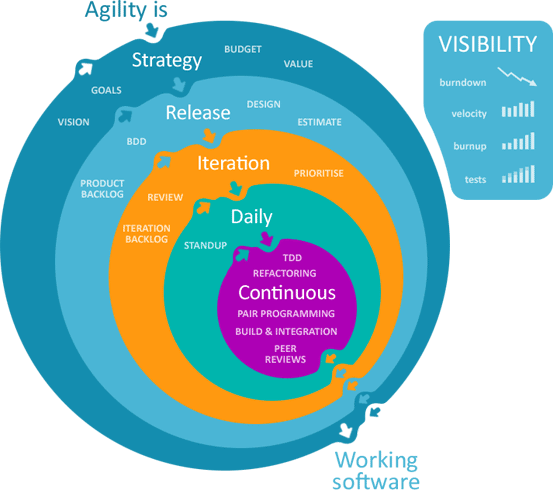 Agility is
Strategy
BUDGET
VALUE
GOALS
VISION
Release
DESIGN
ESTIMATE
BDD
PRODUCT
BACKLOG
Iteration
PRIORITISE
REVIEW
ITERATION
BACKLOG
Daily
STANDUP
TDD
REFACTORING
Continuous
PAIR PROGRAMMING
BUILD & INTEGRATION
PEER
REVIEWS
Working
software
VISIBILITY
burndown
velocity
burnup
tests